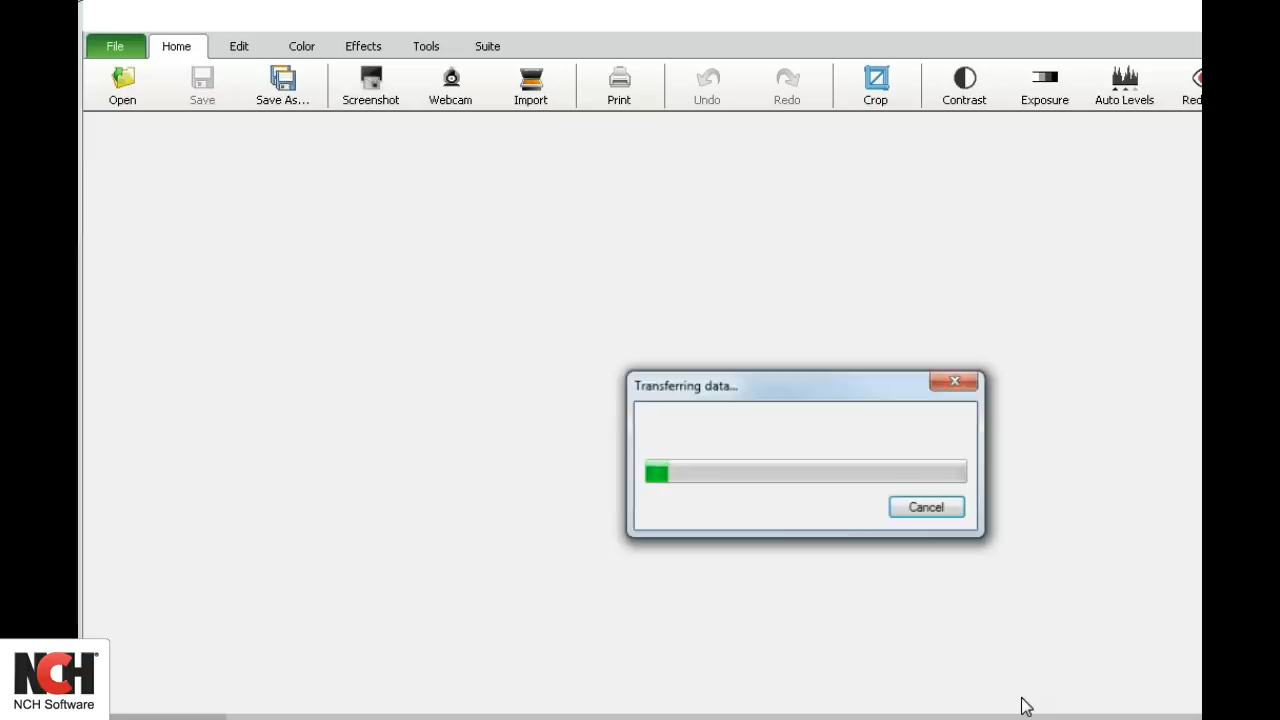 File Home Edit Color Effects Tools Suite
Open Save Save As... Screenshot Webcam Import Print Undo Redo Crop Contrast Exposure Auto Levels
Transferring data...
Cancel
NCH
NCH Software